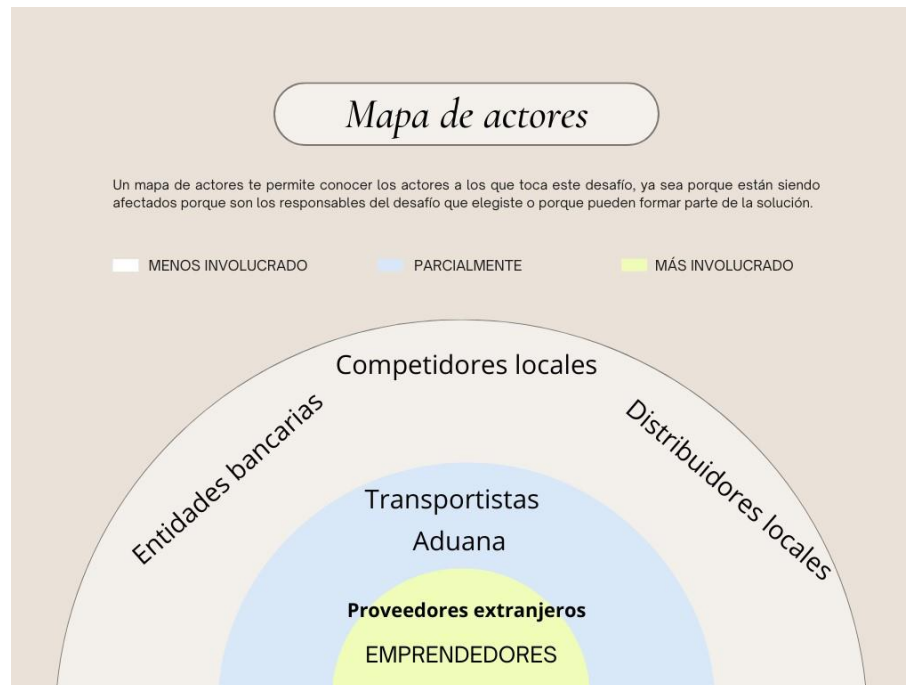 Mapa de actores
Un mapa de actores te permite conocer los actores a los que toca este desafío, ya sea porque están siendo
afectados porque son los responsables del desafío que elegiste o porque pueden formar parte de la solución.
MENOS INVOLUCRADO
PARCIALMENTE
MÁS INVOLUCRADO
Competidores locales
Entidades bancarias
Distribuidores locales
Transportistas
Aduana
Proveedores extranjeros
EMPRENDEDORES